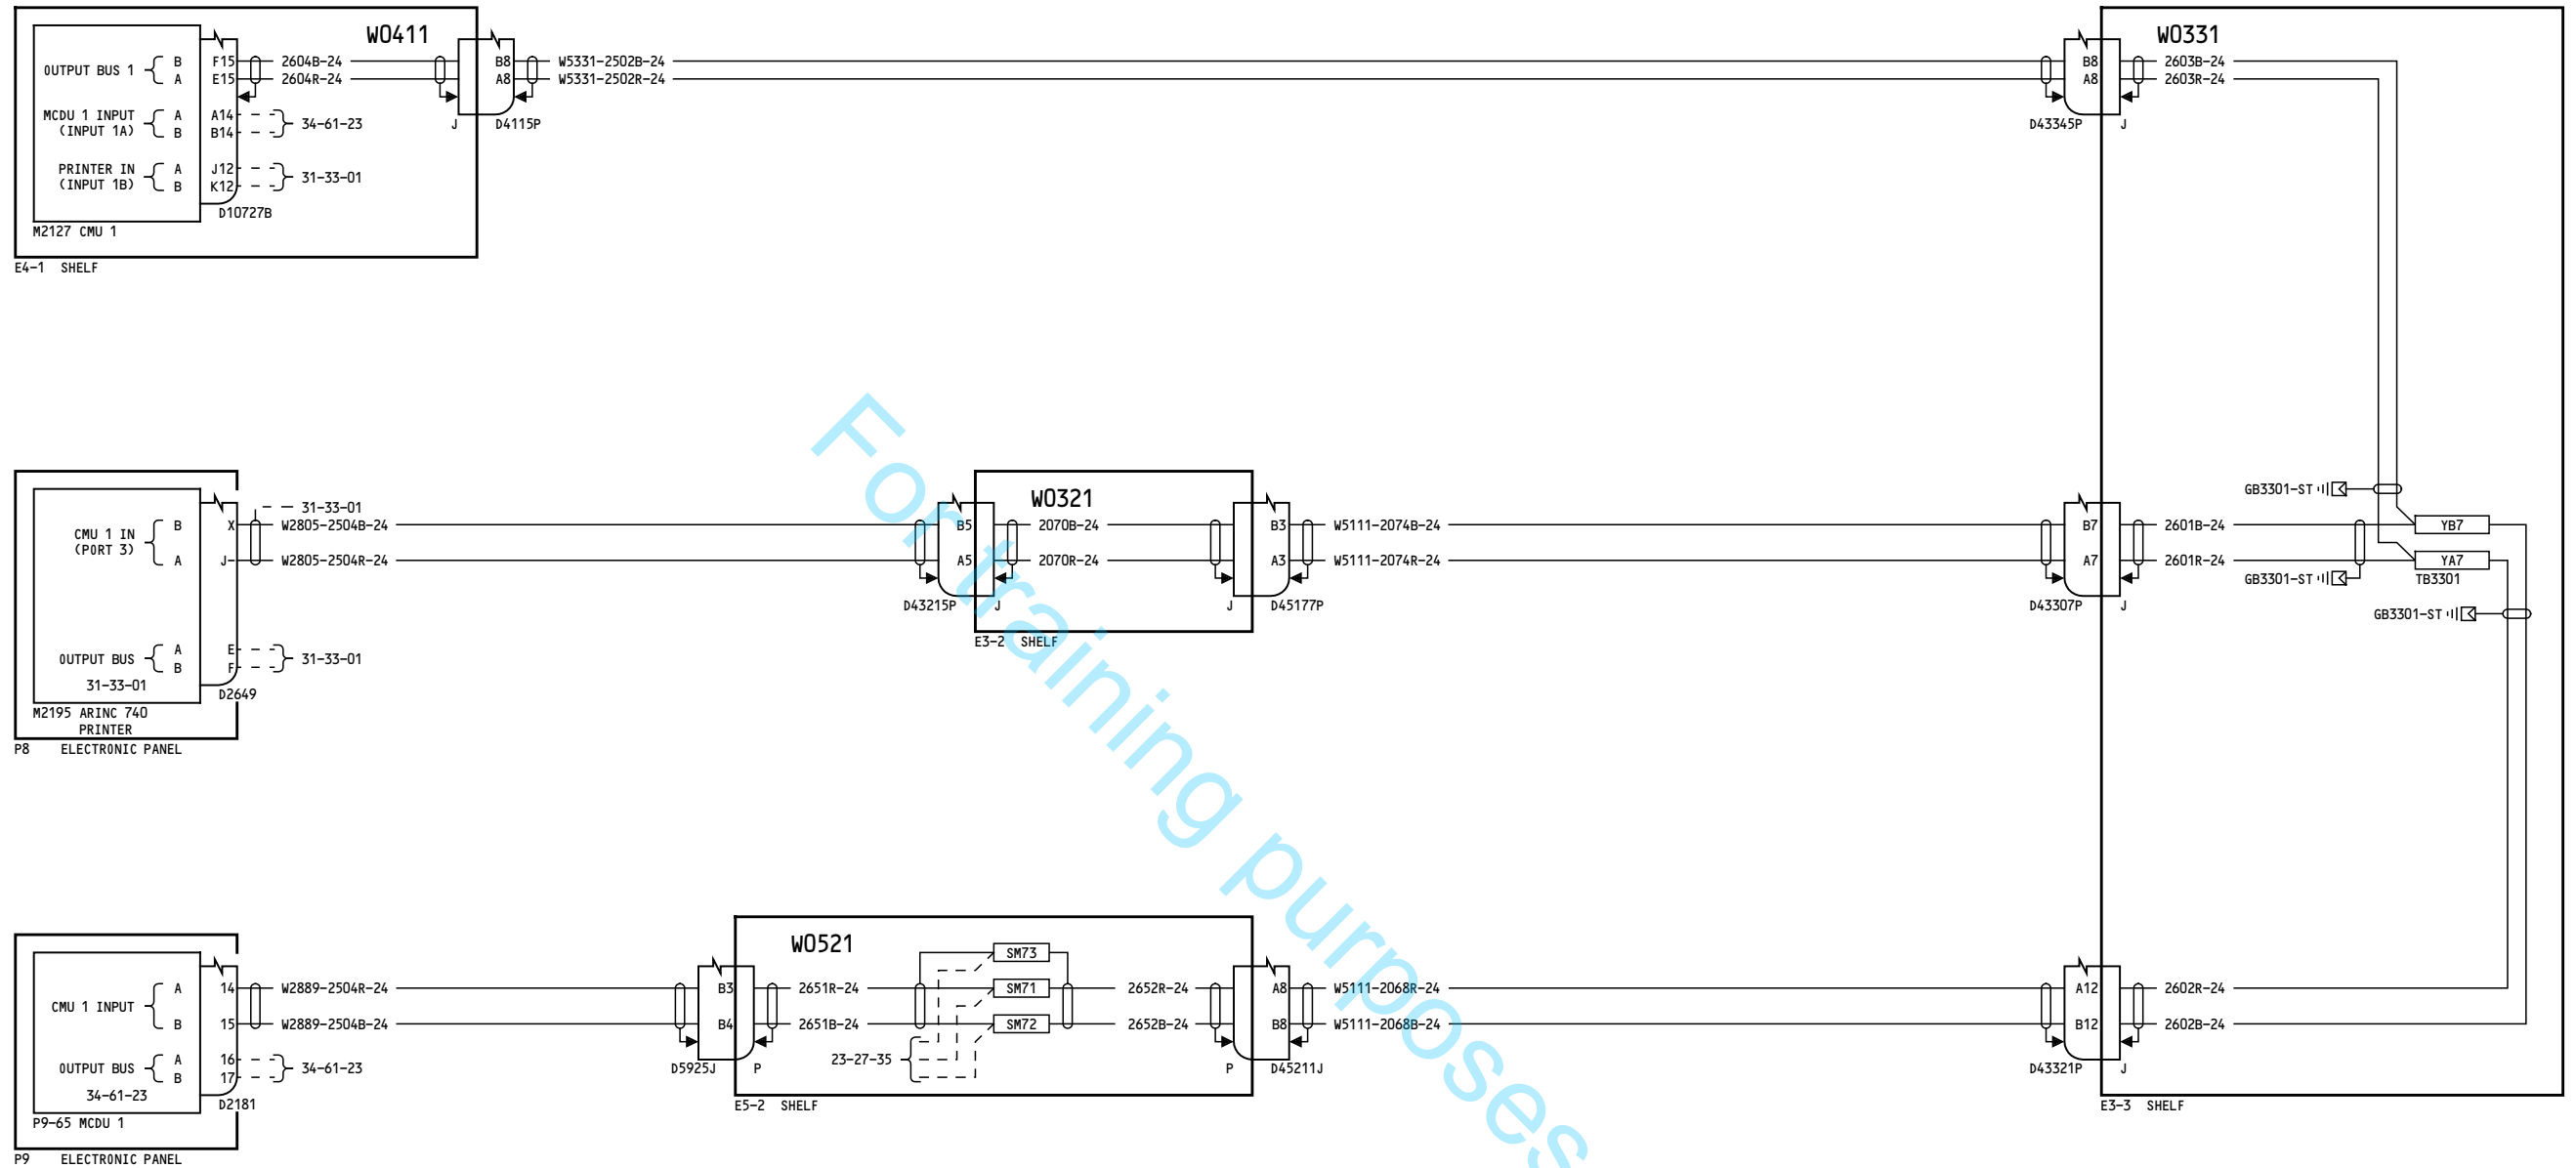 W0411
W0331
OUTPUT BUS 1 B F15 2604B-24 B8 W5331-2502B-24 B8 2603B-24
A E15 2604R-24 A8 W5331-2502R-24 A8 2603R-24
MCDU 1 INPUT (INPUT 1A) A A14 34-61-23
B B14
J D4115P D43345P J
PRINTER IN (INPUT 1B) A J12 31-33-01
B K12
D10727B
M2127 CMU 1
E4-1 SHELF
GB3301-ST
W0321
31-33-01
CMU 1 IN (PORT 3) B X W2805-2504B-24 B5 2070B-24 B3 W5111-2074B-24 B7 2601B-24 YB7
A J- W2805-2504R-24 A5 2070R-24 A3 W5111-2074R-24 A7 2601R-24 YA7
GB3301-ST TB3301
D43215P J J D45177P D43307P J
GB3301-ST
E3-2 SHELF
OUTPUT BUS A E 31-33-01
B F
31-33-01
D2649
M2195 ARINC 740
PRINTER
P8 ELECTRONIC PANEL
W0521
SM73
CMU 1 INPUT A 14 W2889-2504R-24 B3 2651R-24 SM71 2652R-24 A8 W5111-2068R-24 A12 2602R-24
B 15 W2889-2504B-24 B4 2651B-24 SM72 2652B-24 B8 W5111-2068B-24 B12 2602B-24
23-27-35
OUTPUT BUS A 16 34-61-23
B 17
D5925J P P D45211J D43321P J
34-61-23
D2181
E5-2 SHELF
E3-3 SHELF
P9-65 MCDU 1
P9 ELECTRONIC PANEL
For training purposes